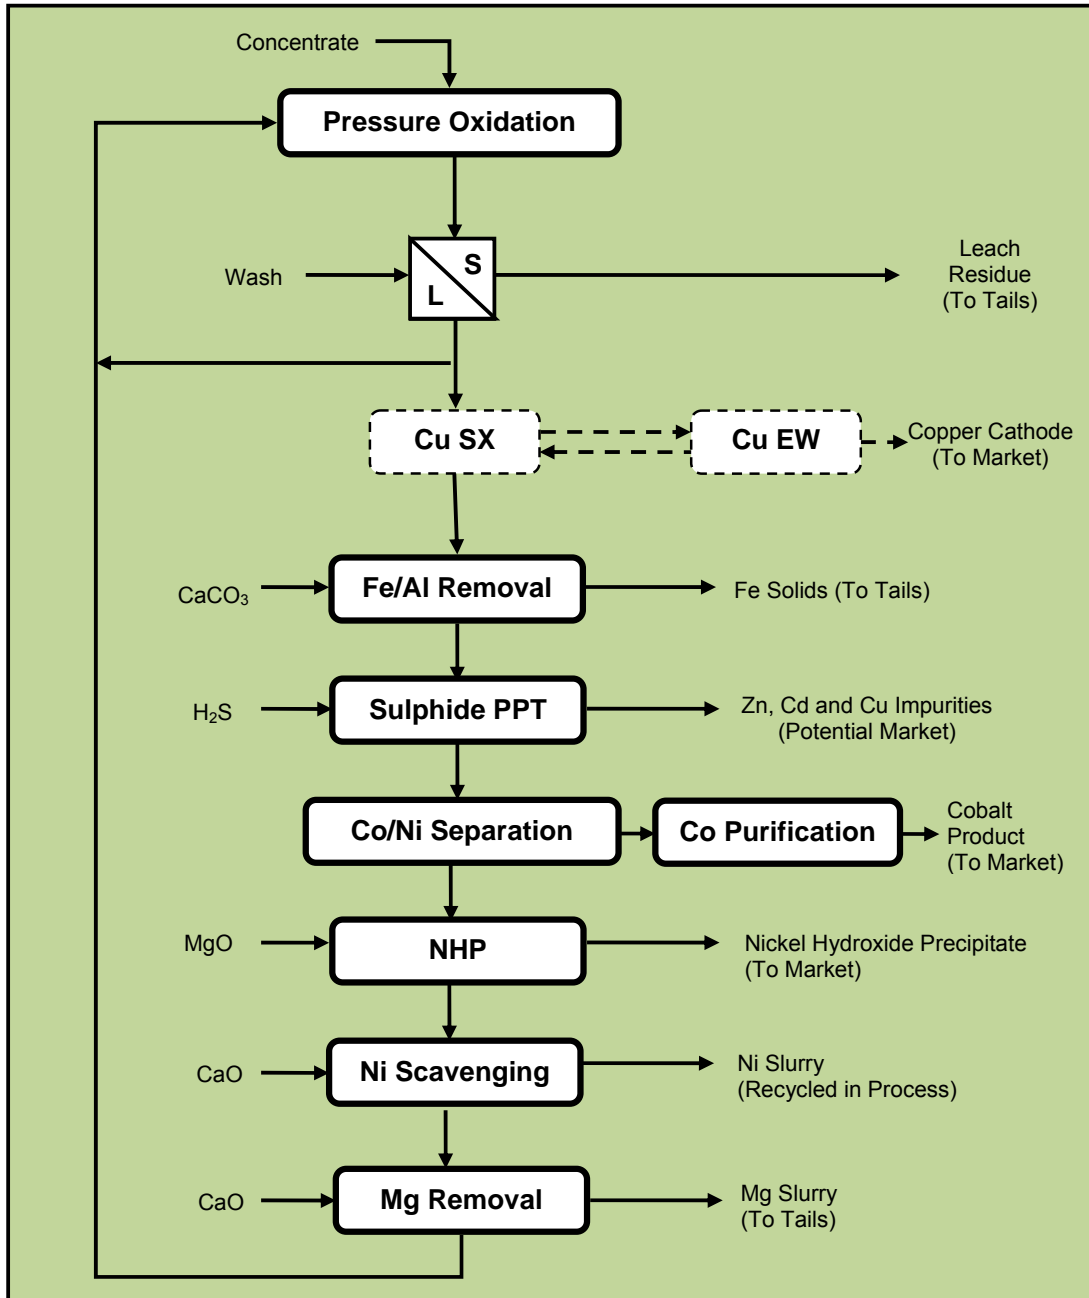 Concentrate
Pressure Oxidation
Wash
S
L
Leach
Residue
(To Tails)
Cu SX
Cu EW
Copper Cathode
(To Market)
CaCO₃
Fe/Al Removal
Fe Solids (To Tails)
H₂S
Sulphide PPT
Zn, Cd and Cu Impurities
(Potential Market)
Co/Ni Separation
Co Purification
Cobalt
Product
(To Market)
MgO
NHP
Nickel Hydroxide Precipitate
(To Market)
CaO
Ni Scavenging
Ni Slurry
(Recycled in Process)
CaO
Mg Removal
Mg Slurry
(To Tails)